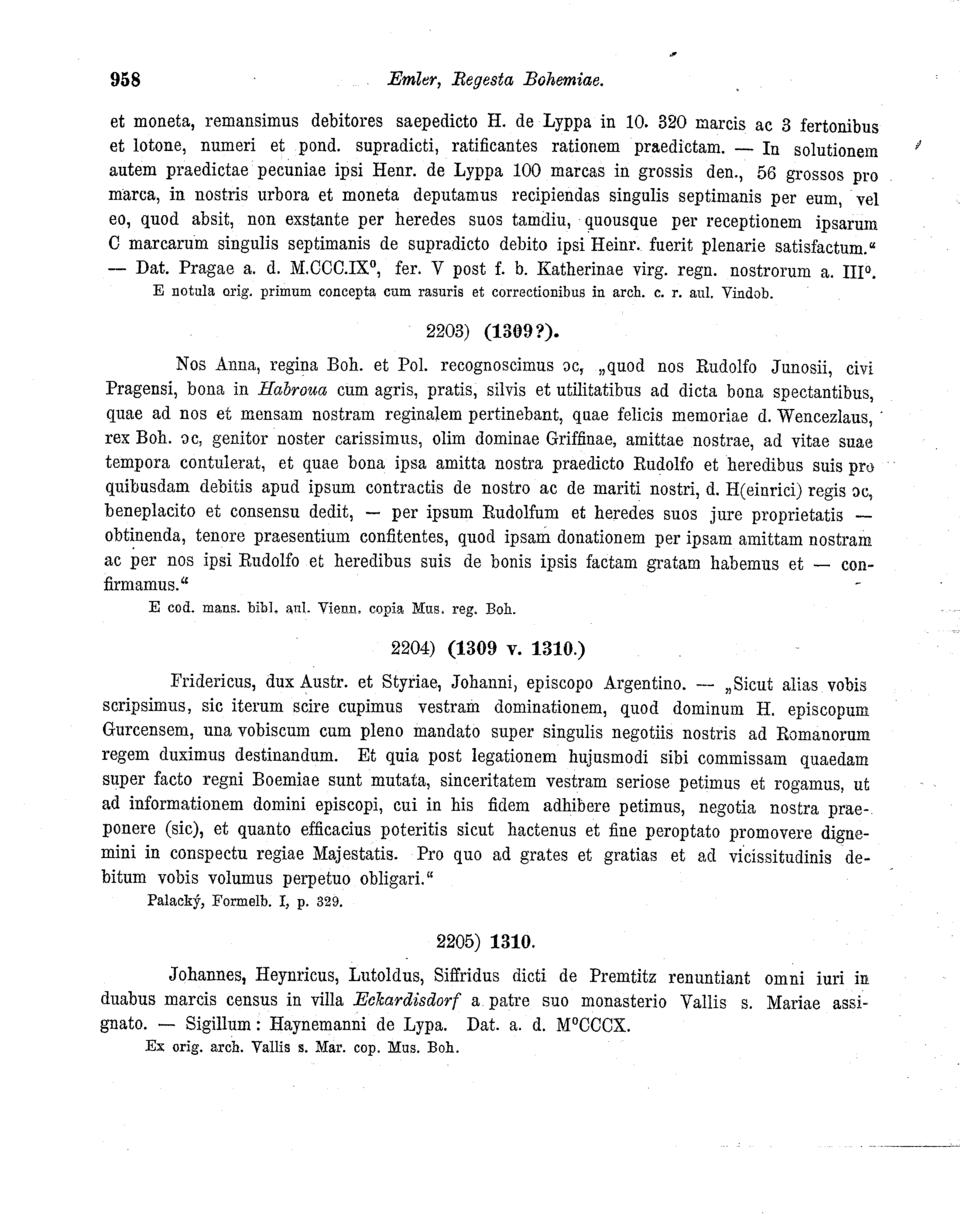 958 Emler, Regesta Bohemiae.
et moneta, remansimus debitores saepedicto H. de Lyppa in 10. 320 marcis ac 3 fertonibus
et lotone, numeri et pond. supradicti, ratificantes rationem praedictam. — In solutionem
autem praedictae pecuniae ipsi Henr. de Lyppa 100 marcas in grossis den., 56 grossos pro
marca, in nostris urbora et moneta deputamus recipiendas singulis septimanis per eum, vel
eo, quod absit, non exstante per heredes suos tamdiu, quousque per receptionem ipsarum
C marcarum singulis septimanis de supradicto debito ipsi Heinr. fuerit plenarie satisfactum.“
— Dat. Pragae a. d. M.CCC.IX⁰, fer. V post f. b. Katherinae virg. regn. nostrorum a. III⁰.
E notula orig. primum concepta cum rasuris et correctionibus in arch. c. r. aul. Vindob.
2203) (1309?).
Nos Anna, regina Boh. et Pol. recognoscimus ɔc, „quod nos Rudolfo Junosii, civi
Pragensi, bona in Habroua cum agris, pratis, silvis et utilitatibus ad dicta bona spectantibus,
quae ad nos et mensam nostram reginalem pertinebant, quae felicis memoriae d. Wencezlaus,
rex Boh. ɔc, genitor noster carissimus, olim dominae Griffinae, amittae nostrae, ad vitae suae
tempora contulerat, et quae bona ipsa amitta nostra praedicto Rudolfo et heredibus suis pro
quibusdam debitis apud ipsum contractis de nostro ac de mariti nostri, d. H(einrici) regis ɔc,
beneplacito et consensu dedit, — per ipsum Rudolfum et heredes suos jure proprietatis —
obtinenda, tenore praesentium confitentes, quod ipsam donationem per ipsam amittam nostram
ac per nos ipsi Rudolfo et heredibus suis de bonis ipsis factam gratam habemus et — con-
firmamus.“
E cod. mans. bibl. aul. Vienn. copia Mus. reg. Boh.
2204) (1309 v. 1310.)
Fridericus, dux Austr. et Styriae, Johanni, episcopo Argentino. — „Sicut alias vobis
scripsimus, sic iterum scire cupimus vestram dominationem, quod dominum H. episcopum
Gurcensem, una vobiscum cum pleno mandato super singulis negotiis nostris ad Romanorum
regem duximus destinandum. Et quia post legationem hujusmodi sibi commissam quaedam
super facto regni Boemiae sunt mutata, sinceritatem vestram seriose petimus et rogamus, ut
ad informationem domini episcopi, cui in his fidem adhibere petimus, negotia nostra prae-
ponere (sic), et quanto efficacius poteritis sicut hactenus et fine peroptato promovere digne-
mini in conspectu regiae Majestatis. Pro quo ad grates et gratias et ad vicissitudinis de-
bitum vobis volumus perpetuo obligari.“
Palacký, Formelb. I, p. 329.
2205) 1310.
Johannes, Heynricus, Lutoldus, Siffridus dicti de Premtitz renuntiant omni iuri in
duabus marcis census in villa Eckardisdorf a patre suo monasterio Vallis s. Mariae assi-
gnato. — Sigillum: Haynemanni de Lypa. Dat. a. d. M⁰CCCX.
Ex orig. arch. Vallis s. Mar. cop. Mus. Boh.